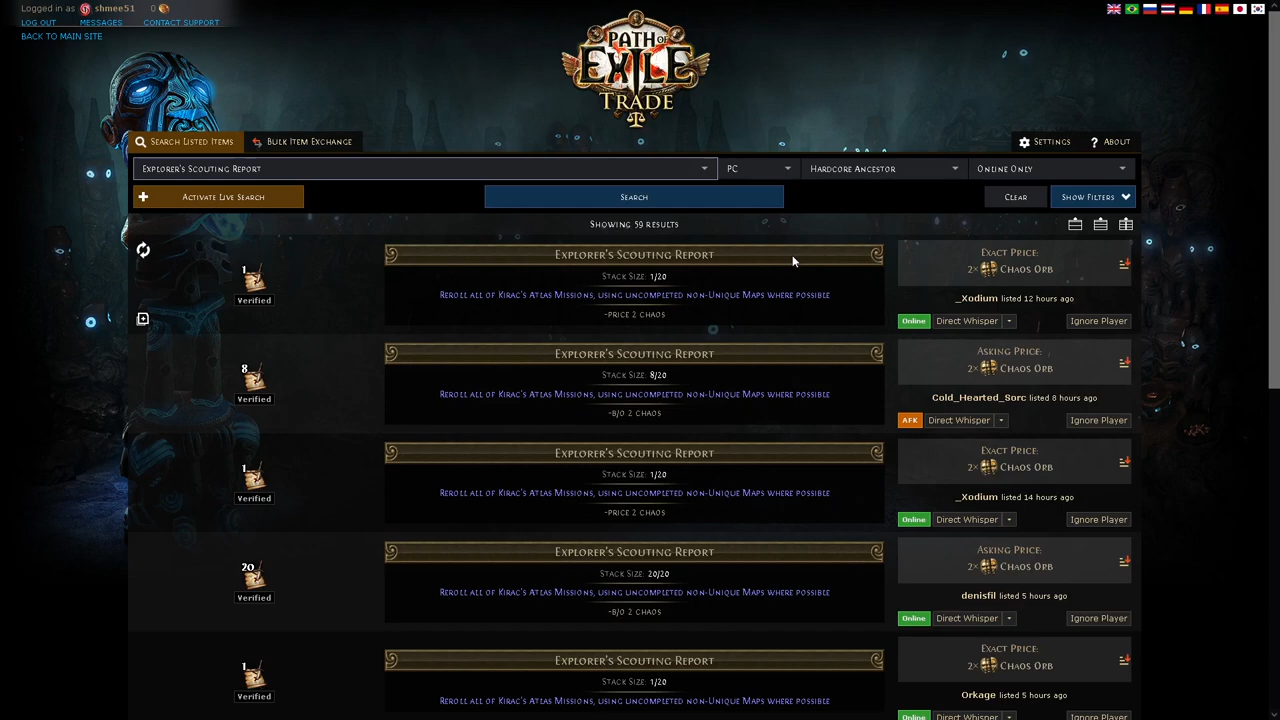 Logged in as shmee51 0
LOG OUT MESSAGES CONTACT SUPPORT
BACK TO MAIN SITE
PATH OF
EXILE
TRADE
SEARCH LISTED ITEMS BULK ITEM EXCHANGE SETTINGS ? ABOUT
EXPLORER'S SCOUTING REPORT PC HARDCORE ANCESTOR ONLINE ONLY
ACTIVATE LIVE SEARCH SEARCH CLEAR SHOW FILTERS
SHOWING 59 RESULTS
1
Verified
EXPLORER'S SCOUTING REPORT
STACK SIZE: 1/20
REROLL ALL OF KIRAC'S ATLAS MISSIONS, USING UNCOMPLETED NON-UNIQUE MAPS WHERE POSSIBLE
~PRICE 2 CHAOS
EXACT PRICE:
2× CHAOS ORB
_Xodium listed 12 hours ago
Online Direct Whisper Ignore Player
8
Verified
EXPLORER'S SCOUTING REPORT
STACK SIZE: 8/20
REROLL ALL OF KIRAC'S ATLAS MISSIONS, USING UNCOMPLETED NON-UNIQUE MAPS WHERE POSSIBLE
~B/O 2 CHAOS
ASKING PRICE:
2× CHAOS ORB
Cold_Hearted_Sorc listed 8 hours ago
AFK Direct Whisper Ignore Player
1
Verified
EXPLORER'S SCOUTING REPORT
STACK SIZE: 1/20
REROLL ALL OF KIRAC'S ATLAS MISSIONS, USING UNCOMPLETED NON-UNIQUE MAPS WHERE POSSIBLE
~PRICE 2 CHAOS
EXACT PRICE:
2× CHAOS ORB
_Xodium listed 14 hours ago
Online Direct Whisper Ignore Player
20
Verified
EXPLORER'S SCOUTING REPORT
STACK SIZE: 20/20
REROLL ALL OF KIRAC'S ATLAS MISSIONS, USING UNCOMPLETED NON-UNIQUE MAPS WHERE POSSIBLE
~B/O 2 CHAOS
ASKING PRICE:
2× CHAOS ORB
denisfil listed 5 hours ago
Online Direct Whisper Ignore Player
1
Verified
EXPLORER'S SCOUTING REPORT
STACK SIZE: 1/20
REROLL ALL OF KIRAC'S ATLAS MISSIONS, USING UNCOMPLETED NON-UNIQUE MAPS WHERE POSSIBLE
EXACT PRICE:
2× CHAOS ORB
Orkage listed 5 hours ago
Online Direct Whisper Ignore Player